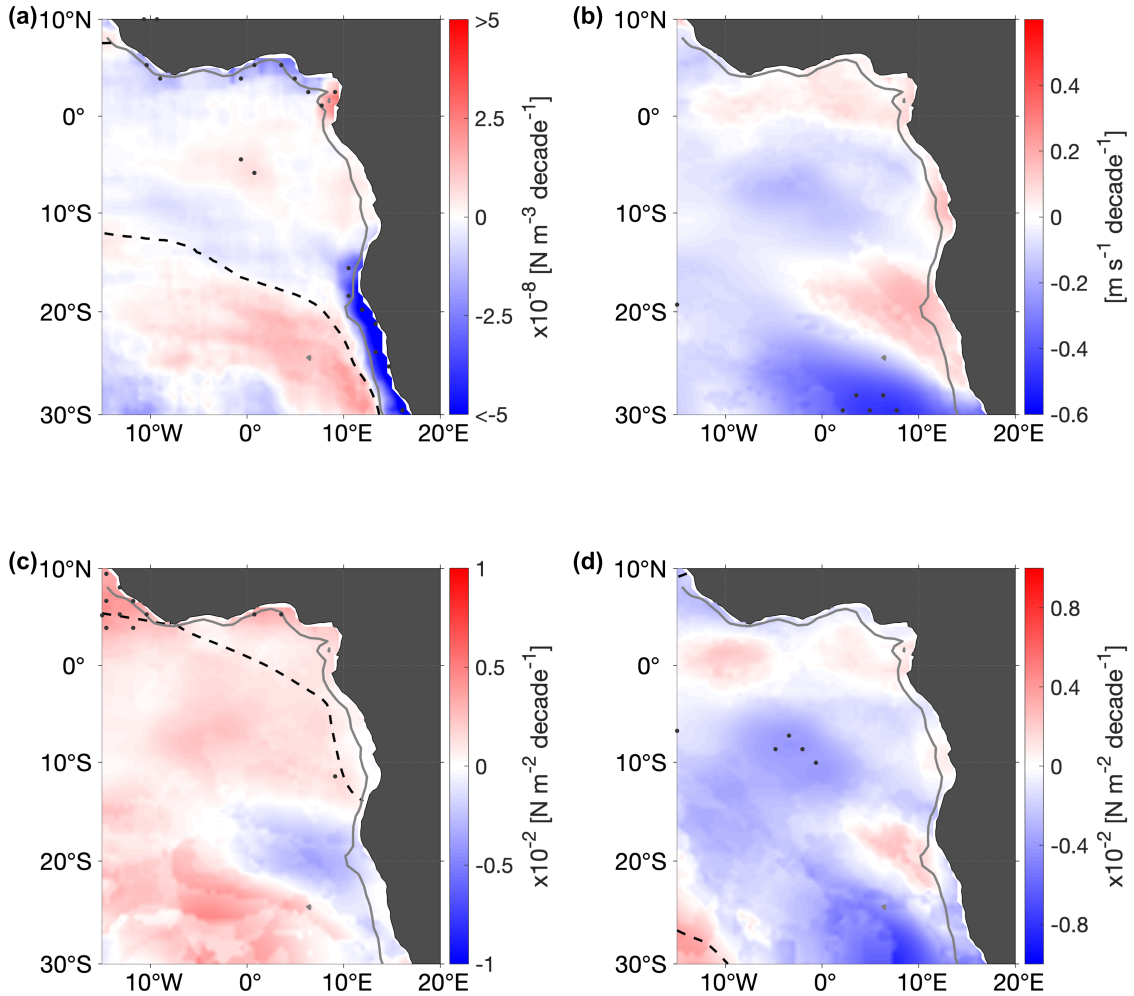 (a) 10°N 0° 10°S 20°S 30°S
10°W 0° 10°E 20°E
>5 2.5 0 -2.5 <-5
x10⁻⁸ [N m⁻³ decade⁻¹]
(b) 10°N 0° 10°S 20°S 30°S
10°W 0° 10°E 20°E
0.4 0.2 0 -0.2 -0.4 -0.6
[m s⁻¹ decade⁻¹]
(c) 10°N 0° 10°S 20°S 30°S
10°W 0° 10°E 20°E
1 0.5 0 -0.5 -1
x10⁻² [N m⁻² decade⁻¹]
(d) 10°N 0° 10°S 20°S 30°S
10°W 0° 10°E 20°E
0.8 0.4 0 -0.4 -0.8
x10⁻² [N m⁻² decade⁻¹]